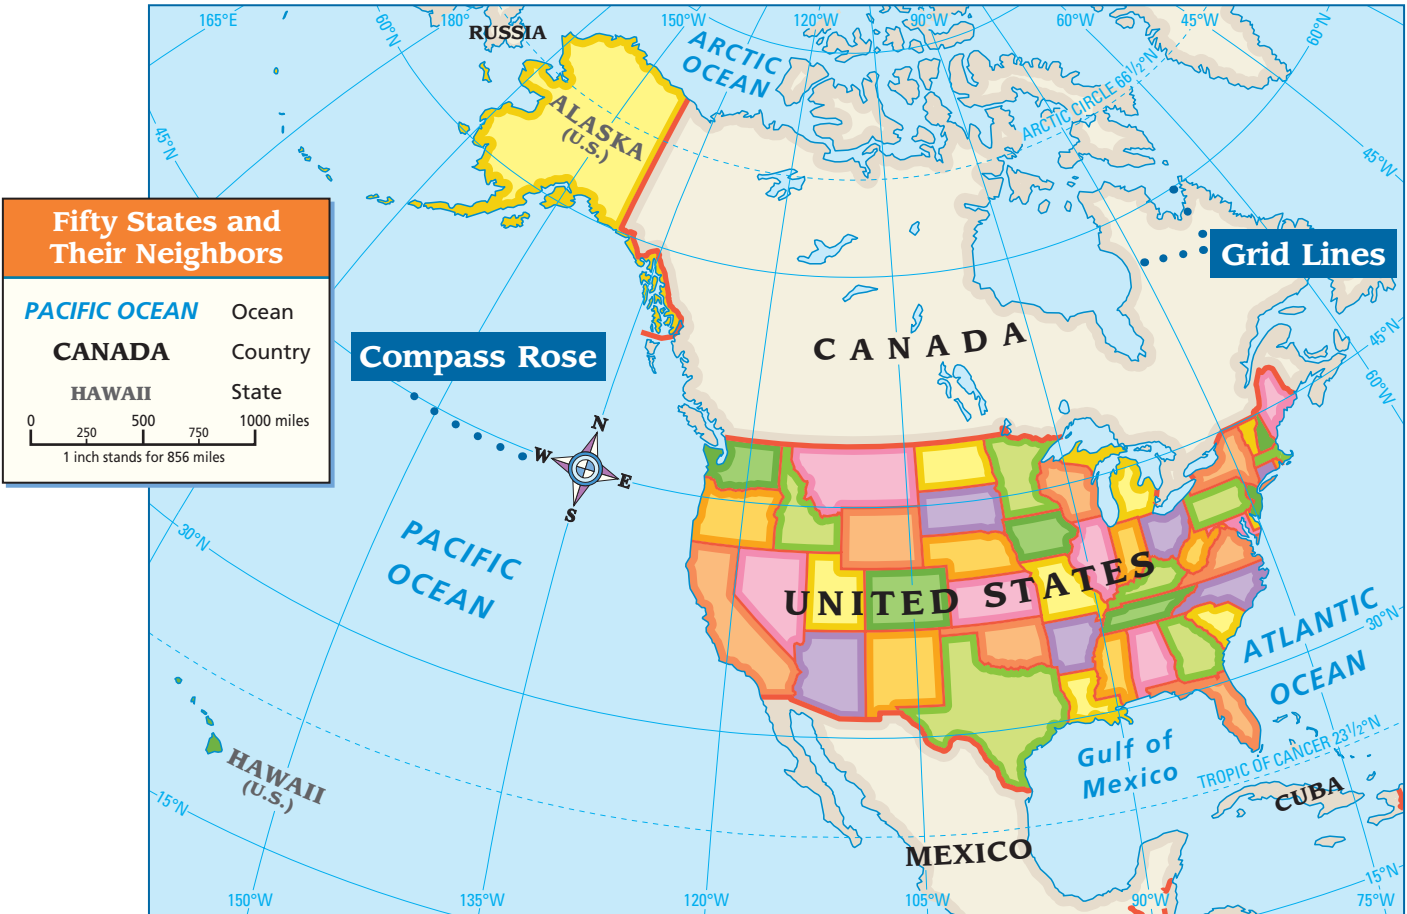 165°E
60°N
180°
150°W
120°W
90°W
60°W
45°W
60°N
RUSSIA
ARCTIC
OCEAN
ARCTIC CIRCLE 66½°N
ALASKA
(U.S.)
45°N
45°W
Fifty States and
Their Neighbors
PACIFIC OCEAN Ocean
CANADA Country
HAWAII State
0 500 1000 miles
250 750
1 inch stands for 856 miles
Grid Lines
Compass Rose
CANADA
45°N
60°W
N
W
E
S
30°N
PACIFIC
OCEAN
UNITED STATES
ATLANTIC
OCEAN
30°N
Gulf of
Mexico
TROPIC OF CANCER 23½°N
CUBA
HAWAII
(U.S.)
15°N
MEXICO
15°N
150°W
135°W
120°W
105°W
90°W
75°W